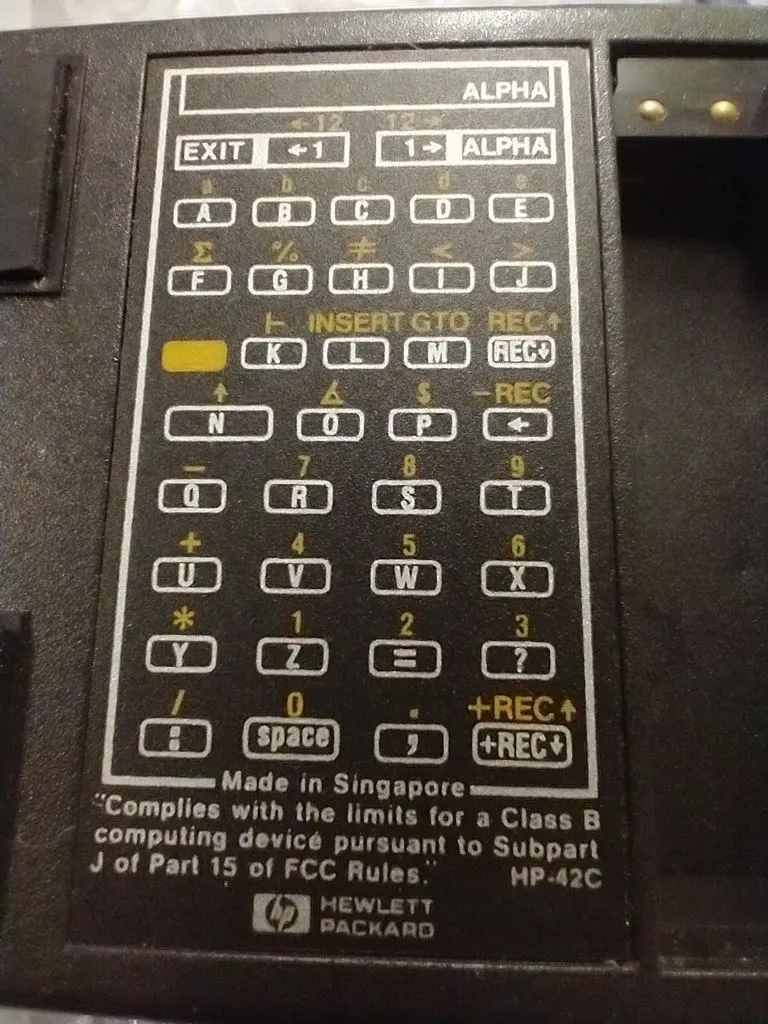 ALPHA
←12 12→
EXIT ←1 1→ ALPHA
a b c d e
A B C D E
Σ % ≠ < >
F G H I J
⊢ INSERT GTO REC↑
K L M REC↓
↑ ∡ $ −REC
N O P ←
− 7 8 9
Q R S T
+ 4 5 6
U V W X
* 1 2 3
Y Z = ?
/ 0 . +REC↑
: space , +REC↓
Made in Singapore
"Complies with the limits for a Class B
computing device pursuant to Subpart
J of Part 15 of FCC Rules." HP-42C
hp HEWLETT
PACKARD